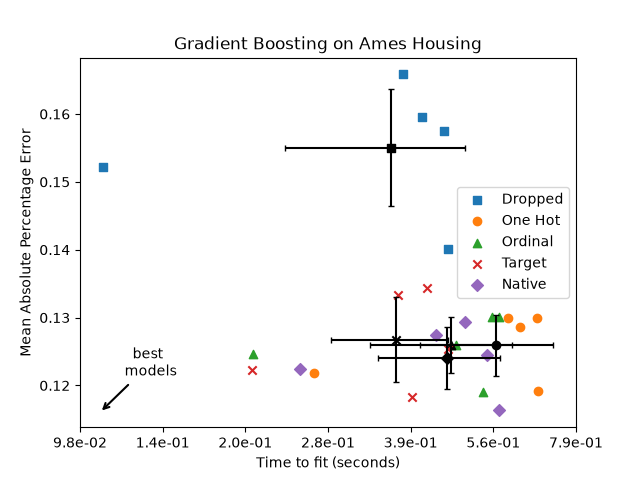 Gradient Boosting on Ames Housing
Mean Absolute Percentage Error
0.16
0.15
0.14
0.13
0.12
Dropped
One Hot
Ordinal
Target
Native
best
models
9.8e-02
1.4e-01
2.0e-01
2.8e-01
3.9e-01
5.6e-01
7.9e-01
Time to fit (seconds)